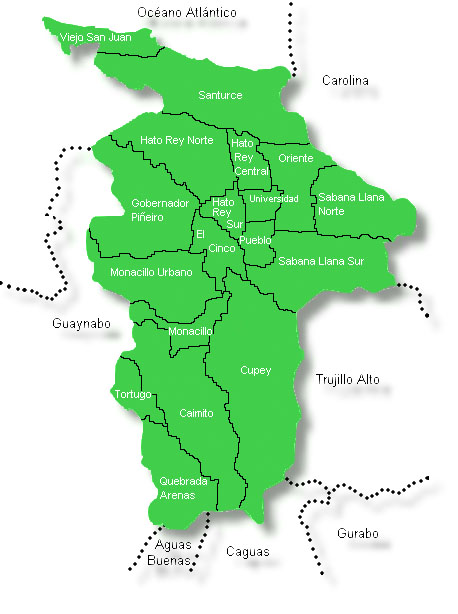 Océano Atlántico
Viejo San Juan
Carolina
Santurce
Hato Rey Norte
Hato
Rey
Central
Oriente
Gobernador
Piñeiro
Hato
Rey
Sur
Universidad
Sabana Llana
Norte
El
Cinco
Pueblo
Sabana Llana Sur
Monacillo Urbano
Guaynabo
Monacillo
Cupey
Trujillo Alto
Tortugo
Caimito
Quebrada
Arenas
Aguas
Buenas
Caguas
Gurabo